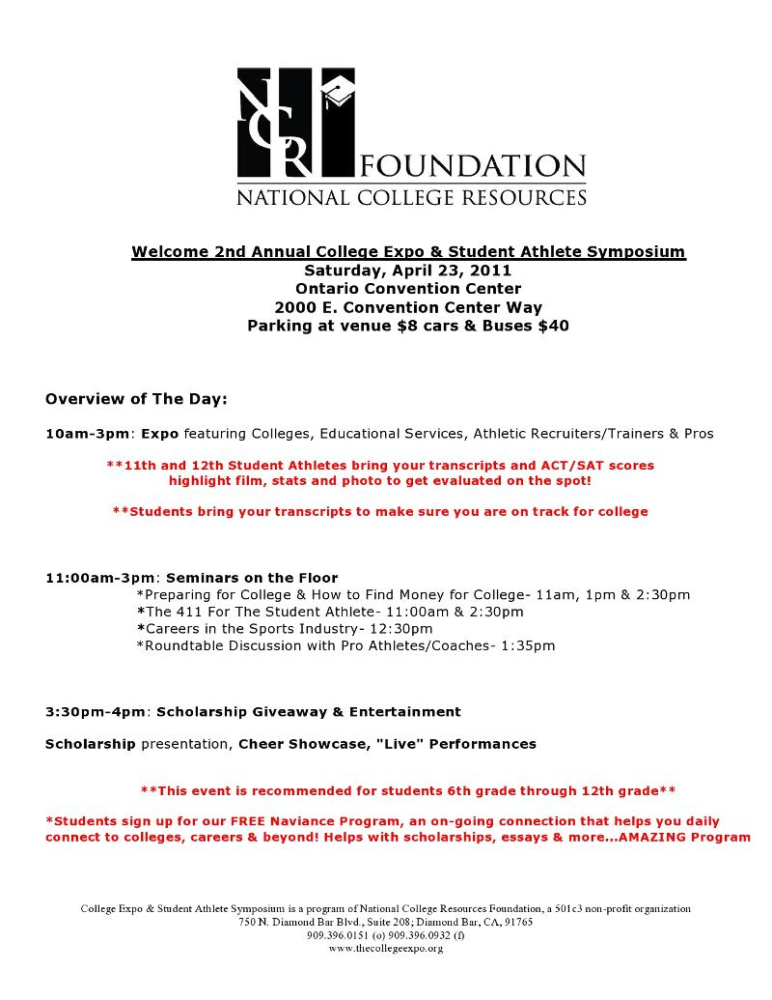 NCR
FOUNDATION
NATIONAL COLLEGE RESOURCES
Welcome 2nd Annual College Expo & Student Athlete Symposium
Saturday, April 23, 2011
Ontario Convention Center
2000 E. Convention Center Way
Parking at venue $8 cars & Buses $40
Overview of The Day:
10am-3pm: Expo featuring Colleges, Educational Services, Athletic Recruiters/Trainers & Pros
**11th and 12th Student Athletes bring your transcripts and ACT/SAT scores
highlight film, stats and photo to get evaluated on the spot!
**Students bring your transcripts to make sure you are on track for college
11:00am-3pm: Seminars on the Floor
*Preparing for College & How to Find Money for College- 11am, 1pm & 2:30pm
*The 411 For The Student Athlete- 11:00am & 2:30pm
*Careers in the Sports Industry- 12:30pm
*Roundtable Discussion with Pro Athletes/Coaches- 1:35pm
3:30pm-4pm: Scholarship Giveaway & Entertainment
Scholarship presentation, Cheer Showcase, "Live" Performances
**This event is recommended for students 6th grade through 12th grade**
*Students sign up for our FREE Naviance Program, an on-going connection that helps you daily
connect to colleges, careers & beyond! Helps with scholarships, essays & more...AMAZING Program
College Expo & Student Athlete Symposium is a program of National College Resources Foundation, a 501c3 non-profit organization
750 N. Diamond Bar Blvd., Suite 208; Diamond Bar, CA, 91765
909.396.0151 (o) 909.396.0932 (f)
www.thecollegeexpo.org